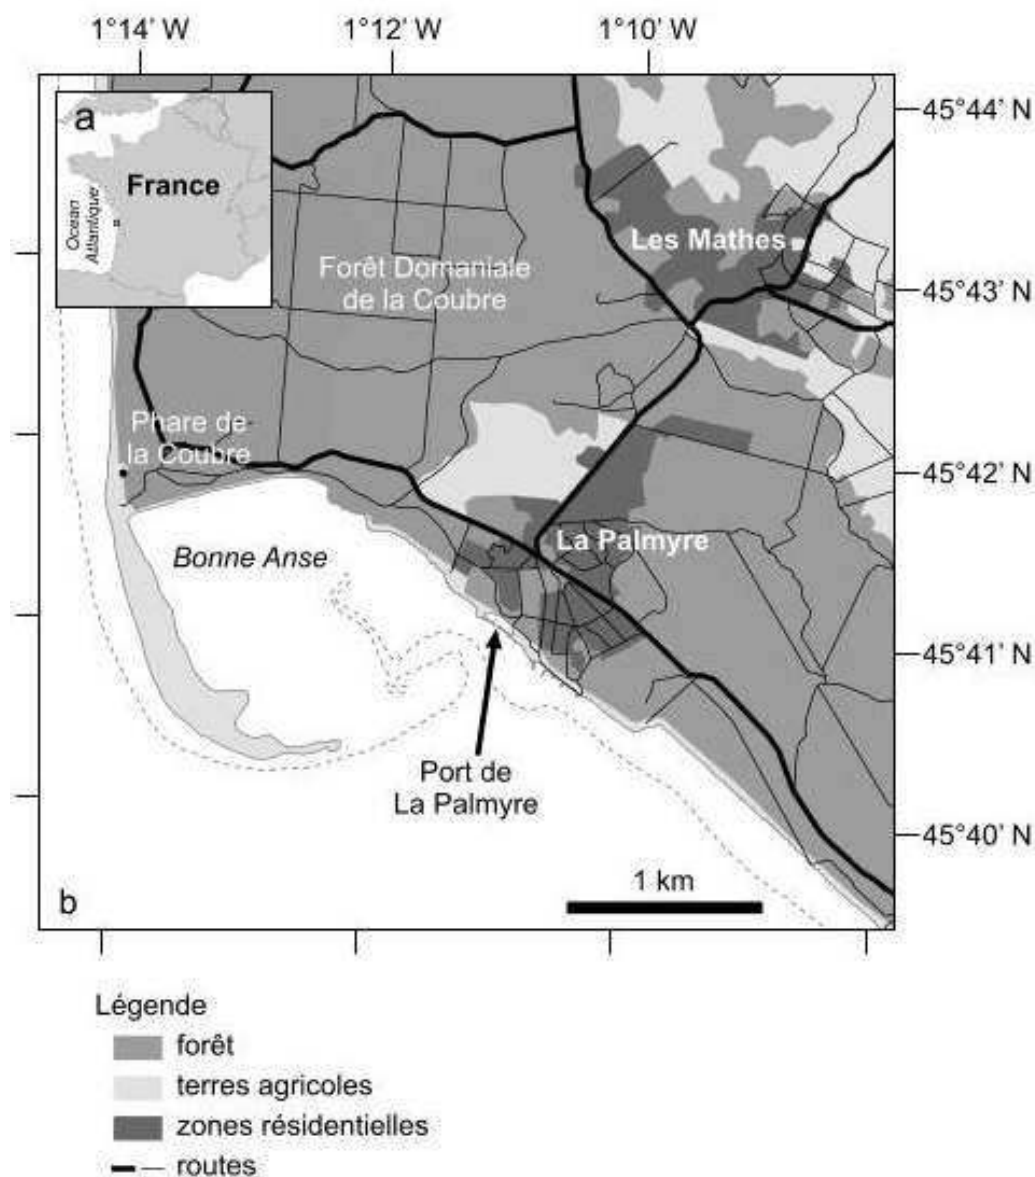 1°14' W
1°12' W
1°10' W
a
France
Ocean
Atlantique
45°44' N
Les Mathes
Forêt Domaniale
de la Coubre
45°43' N
Phare de
la Coubre
45°42' N
Bonne Anse
La Palmyre
45°41' N
Port de
La Palmyre
45°40' N
1 km
b
Légende
forêt
terres agricoles
zones résidentielles
routes